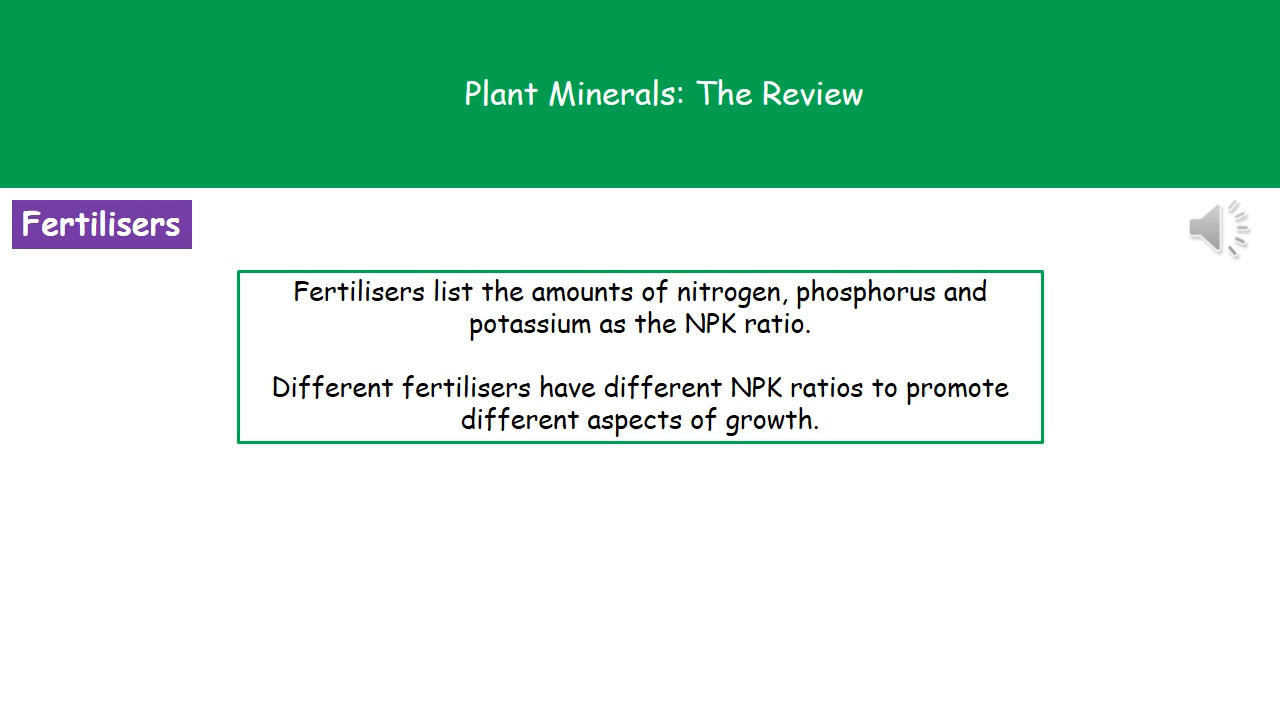 Plant Minerals: The Review
Fertilisers
Fertilisers list the amounts of nitrogen, phosphorus and
potassium as the NPK ratio.
Different fertilisers have different NPK ratios to promote
different aspects of growth.